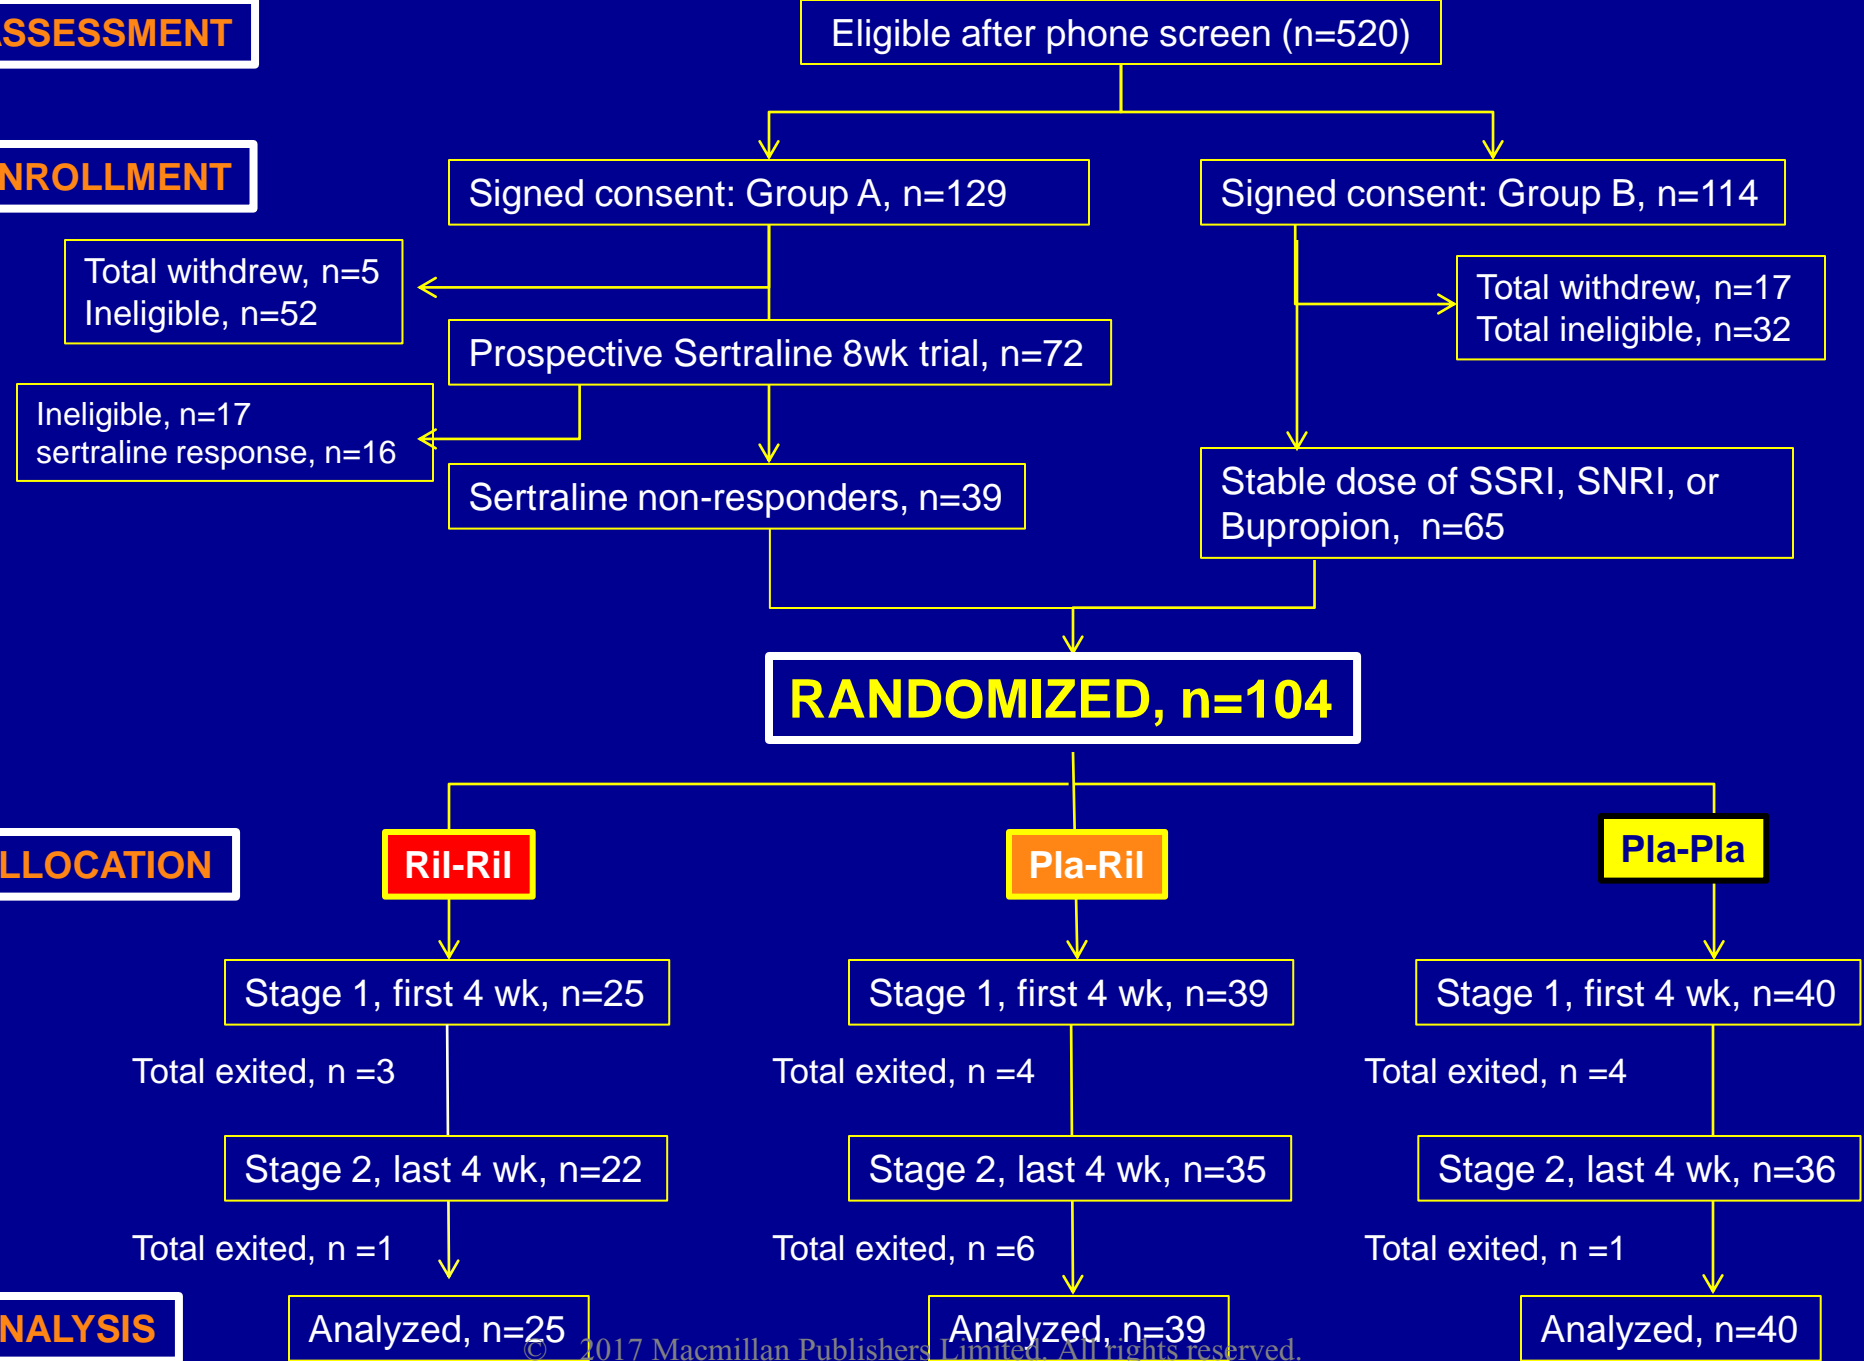 SSESSMENT
Eligible after phone screen (n=520)
NROLLMENT
Signed consent: Group A, n=129
Signed consent: Group B, n=114
Total withdrew, n=5
Ineligible, n=52
Total withdrew, n=17
Total ineligible, n=32
Prospective Sertraline 8wk trial, n=72
Ineligible, n=17
sertraline response, n=16
Sertraline non-responders, n=39
Stable dose of SSRI, SNRI, or
Bupropion, n=65
RANDOMIZED, n=104
LLOCATION
Ril-Ril
Pla-Ril
Pla-Pla
Stage 1, first 4 wk, n=25
Stage 1, first 4 wk, n=39
Stage 1, first 4 wk, n=40
Total exited, n =3
Total exited, n =4
Total exited, n =4
Stage 2, last 4 wk, n=22
Stage 2, last 4 wk, n=35
Stage 2, last 4 wk, n=36
Total exited, n =1
Total exited, n =6
Total exited, n =1
NALYSIS
Analyzed, n=25
Analyzed, n=39
Analyzed, n=40
© 2017 Macmillan Publishers Limited. All rights reserved.